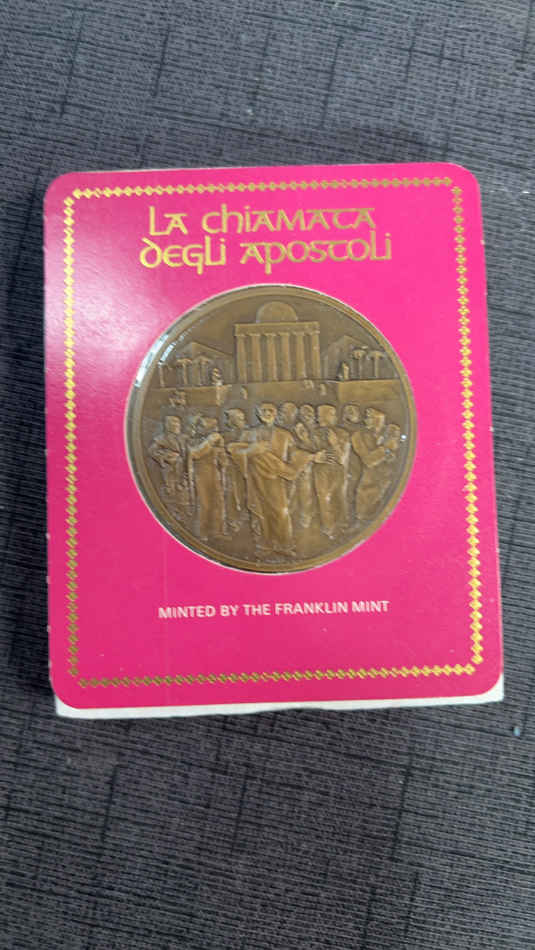 La chiamata
degli apostoli
MINTED BY THE FRANKLIN MINT